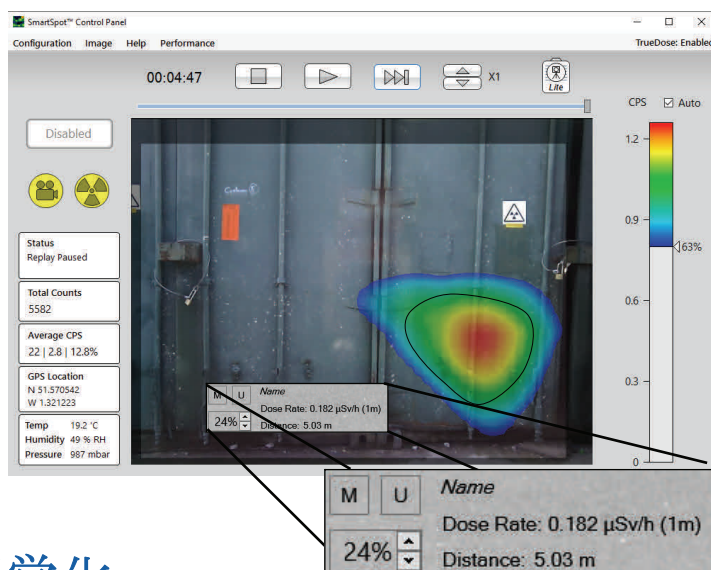 SmartSpot™ Control Panel
Configuration Image Help Performance
TrueDose: Enabled
00:04:47
X1
Lite
CPS
Auto
Disabled
1.2
0.9
63%
0.6
0.3
0
Status
Replay Paused
Total Counts
5582
Average CPS
22 | 2.8 | 12.8%
GPS Location
N 51.570542
W 1.321223
Temp 19.2 °C
Humidity 49 % RH
Pressure 987 mbar
M U Name
Dose Rate: 0.182 µSv/h (1m)
24% Distance: 5.03 m
M U Name
Dose Rate: 0.182 µSv/h (1m)
24% Distance: 5.03 m